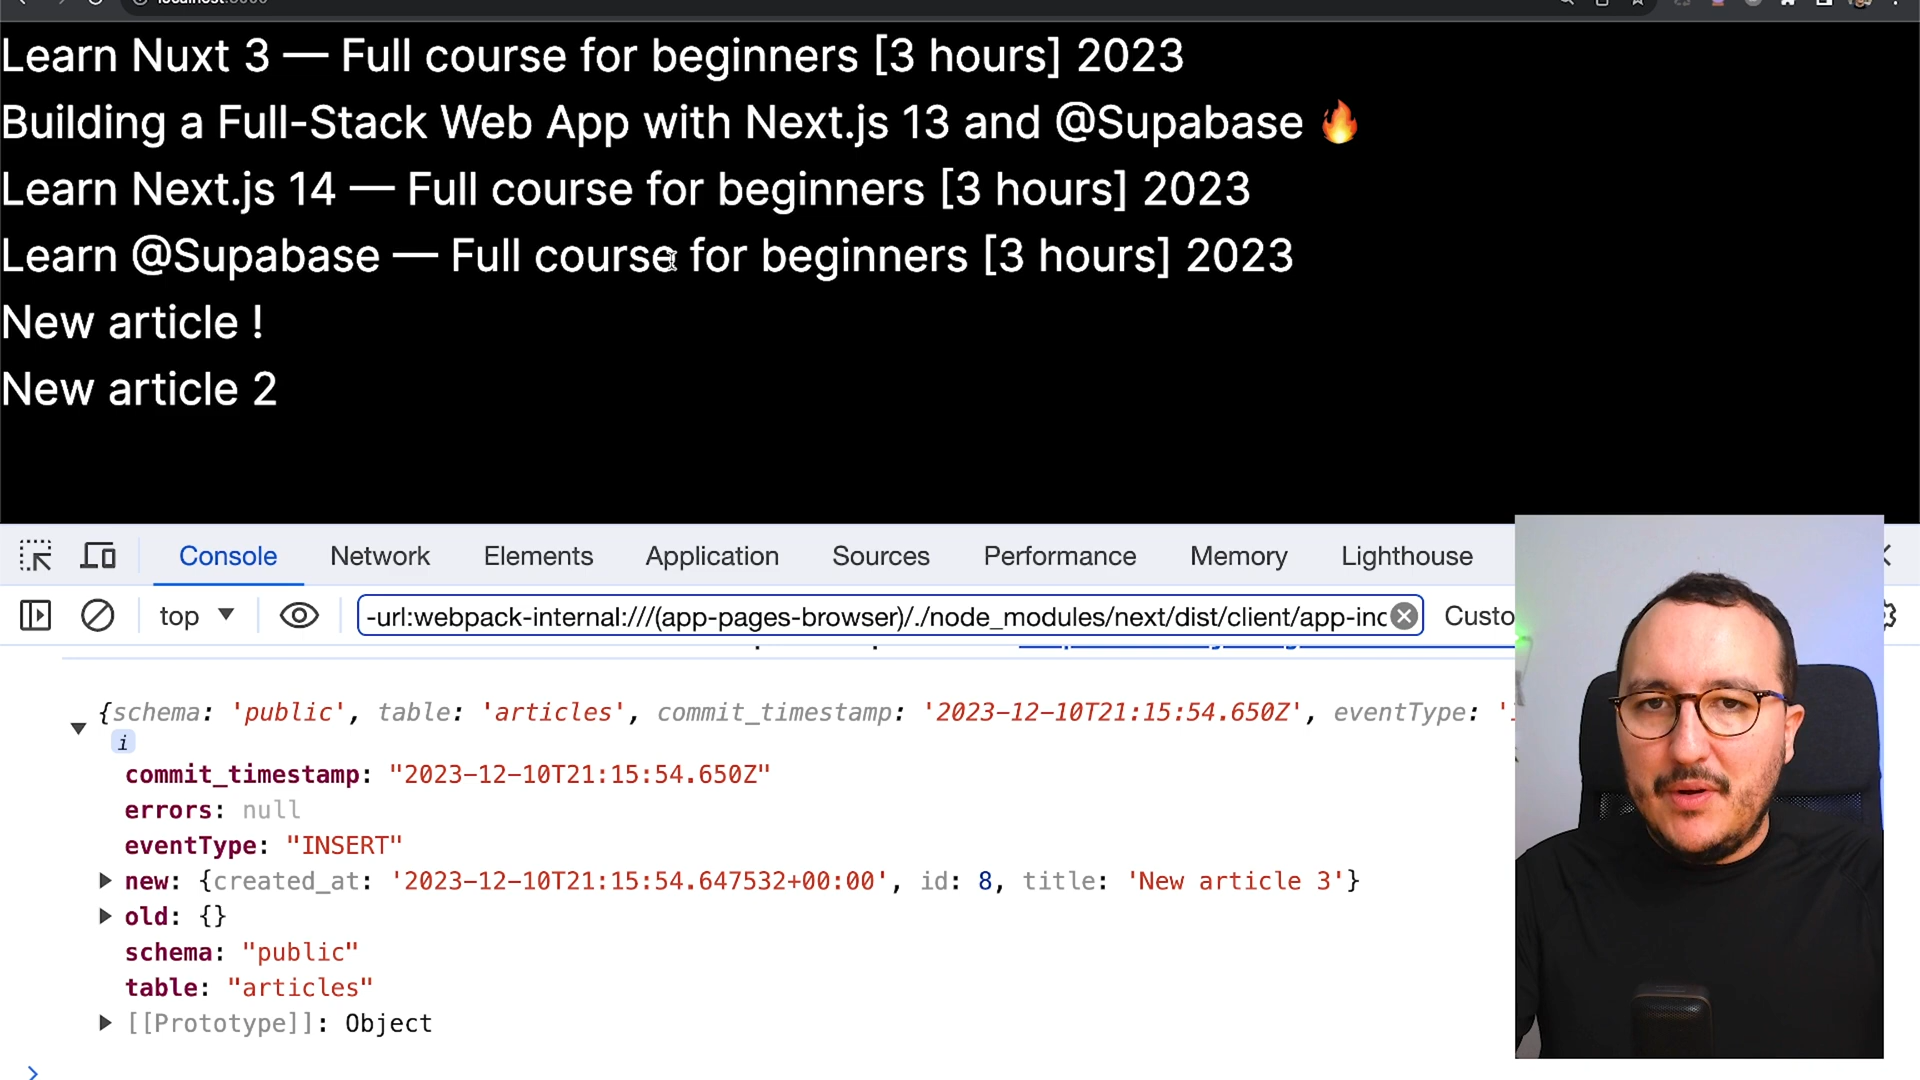 Learn Nuxt 3 — Full course for beginners [3 hours] 2023
Building a Full-Stack Web App with Next.js 13 and @Supabase 🔥
Learn Next.js 14 — Full course for beginners [3 hours] 2023
Learn @Supabase — Full course for beginners [3 hours] 2023
New article !
New article 2
Console Network Elements Application Sources Performance Memory Lighthouse
top -url:webpack-internal:///(app-pages-browser)/./node_modules/next/dist/client/app-inc Custo
{schema: 'public', table: 'articles', commit_timestamp: '2023-12-10T21:15:54.650Z', eventType: '
i
commit_timestamp: "2023-12-10T21:15:54.650Z"
errors: null
eventType: "INSERT"
new: {created_at: '2023-12-10T21:15:54.647532+00:00', id: 8, title: 'New article 3'}
old: {}
schema: "public"
table: "articles"
[[Prototype]]: Object